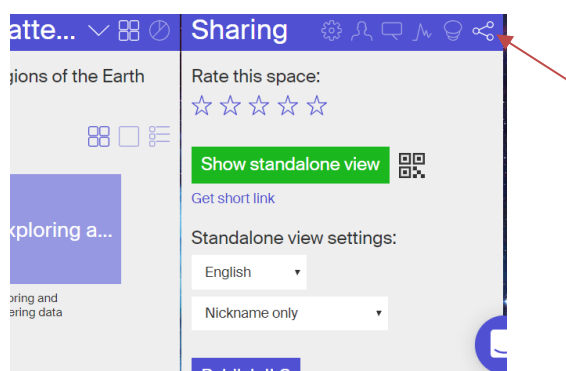 atte...
gions of the Earth
xploring a...
oring and
ering data
Sharing
Rate this space:
Show standalone view
Get short link
Standalone view settings:
English
Nickname only